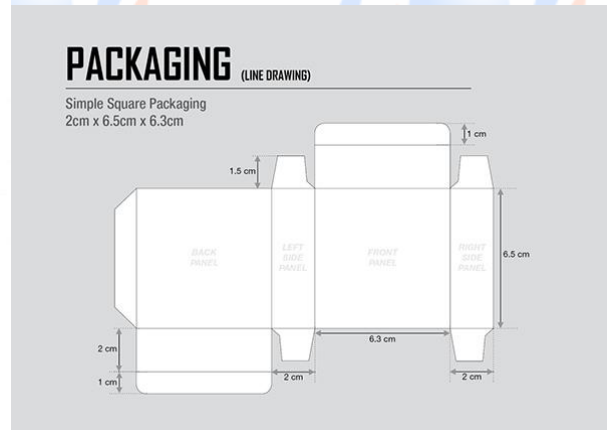 PACKAGING (LINE DRAWING)
Simple Square Packaging
2cm x 6.5cm x 6.3cm
1 cm
1.5 cm
BACK
PANEL
LEFT
SIDE
PANEL
FRONT
PANEL
RIGHT
SIDE
PANEL
6.5 cm
6.3 cm
2 cm
1 cm
2 cm
2 cm